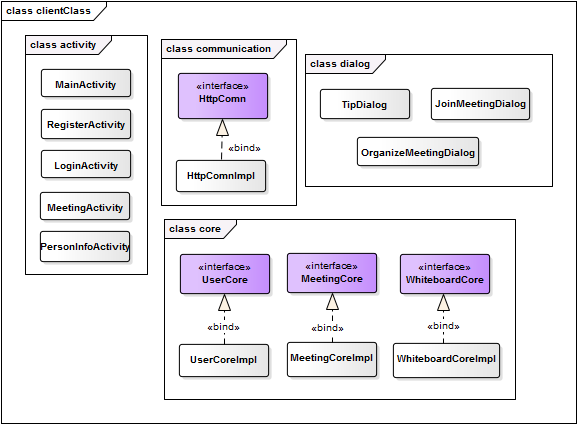 class clientClass
class activity
MainActivity
RegisterActivity
LoginActivity
MeetingActivity
PersonInfoActivity
class communication
«interface»
HttpComn
«bind»
HttpComnImpl
class dialog
TipDialog
JoinMeetingDialog
OrganizeMeetingDialog
class core
«interface»
UserCore
«interface»
MeetingCore
«interface»
WhiteboardCore
«bind»
«bind»
«bind»
UserCoreImpl
MeetingCoreImpl
WhiteboardCoreImpl